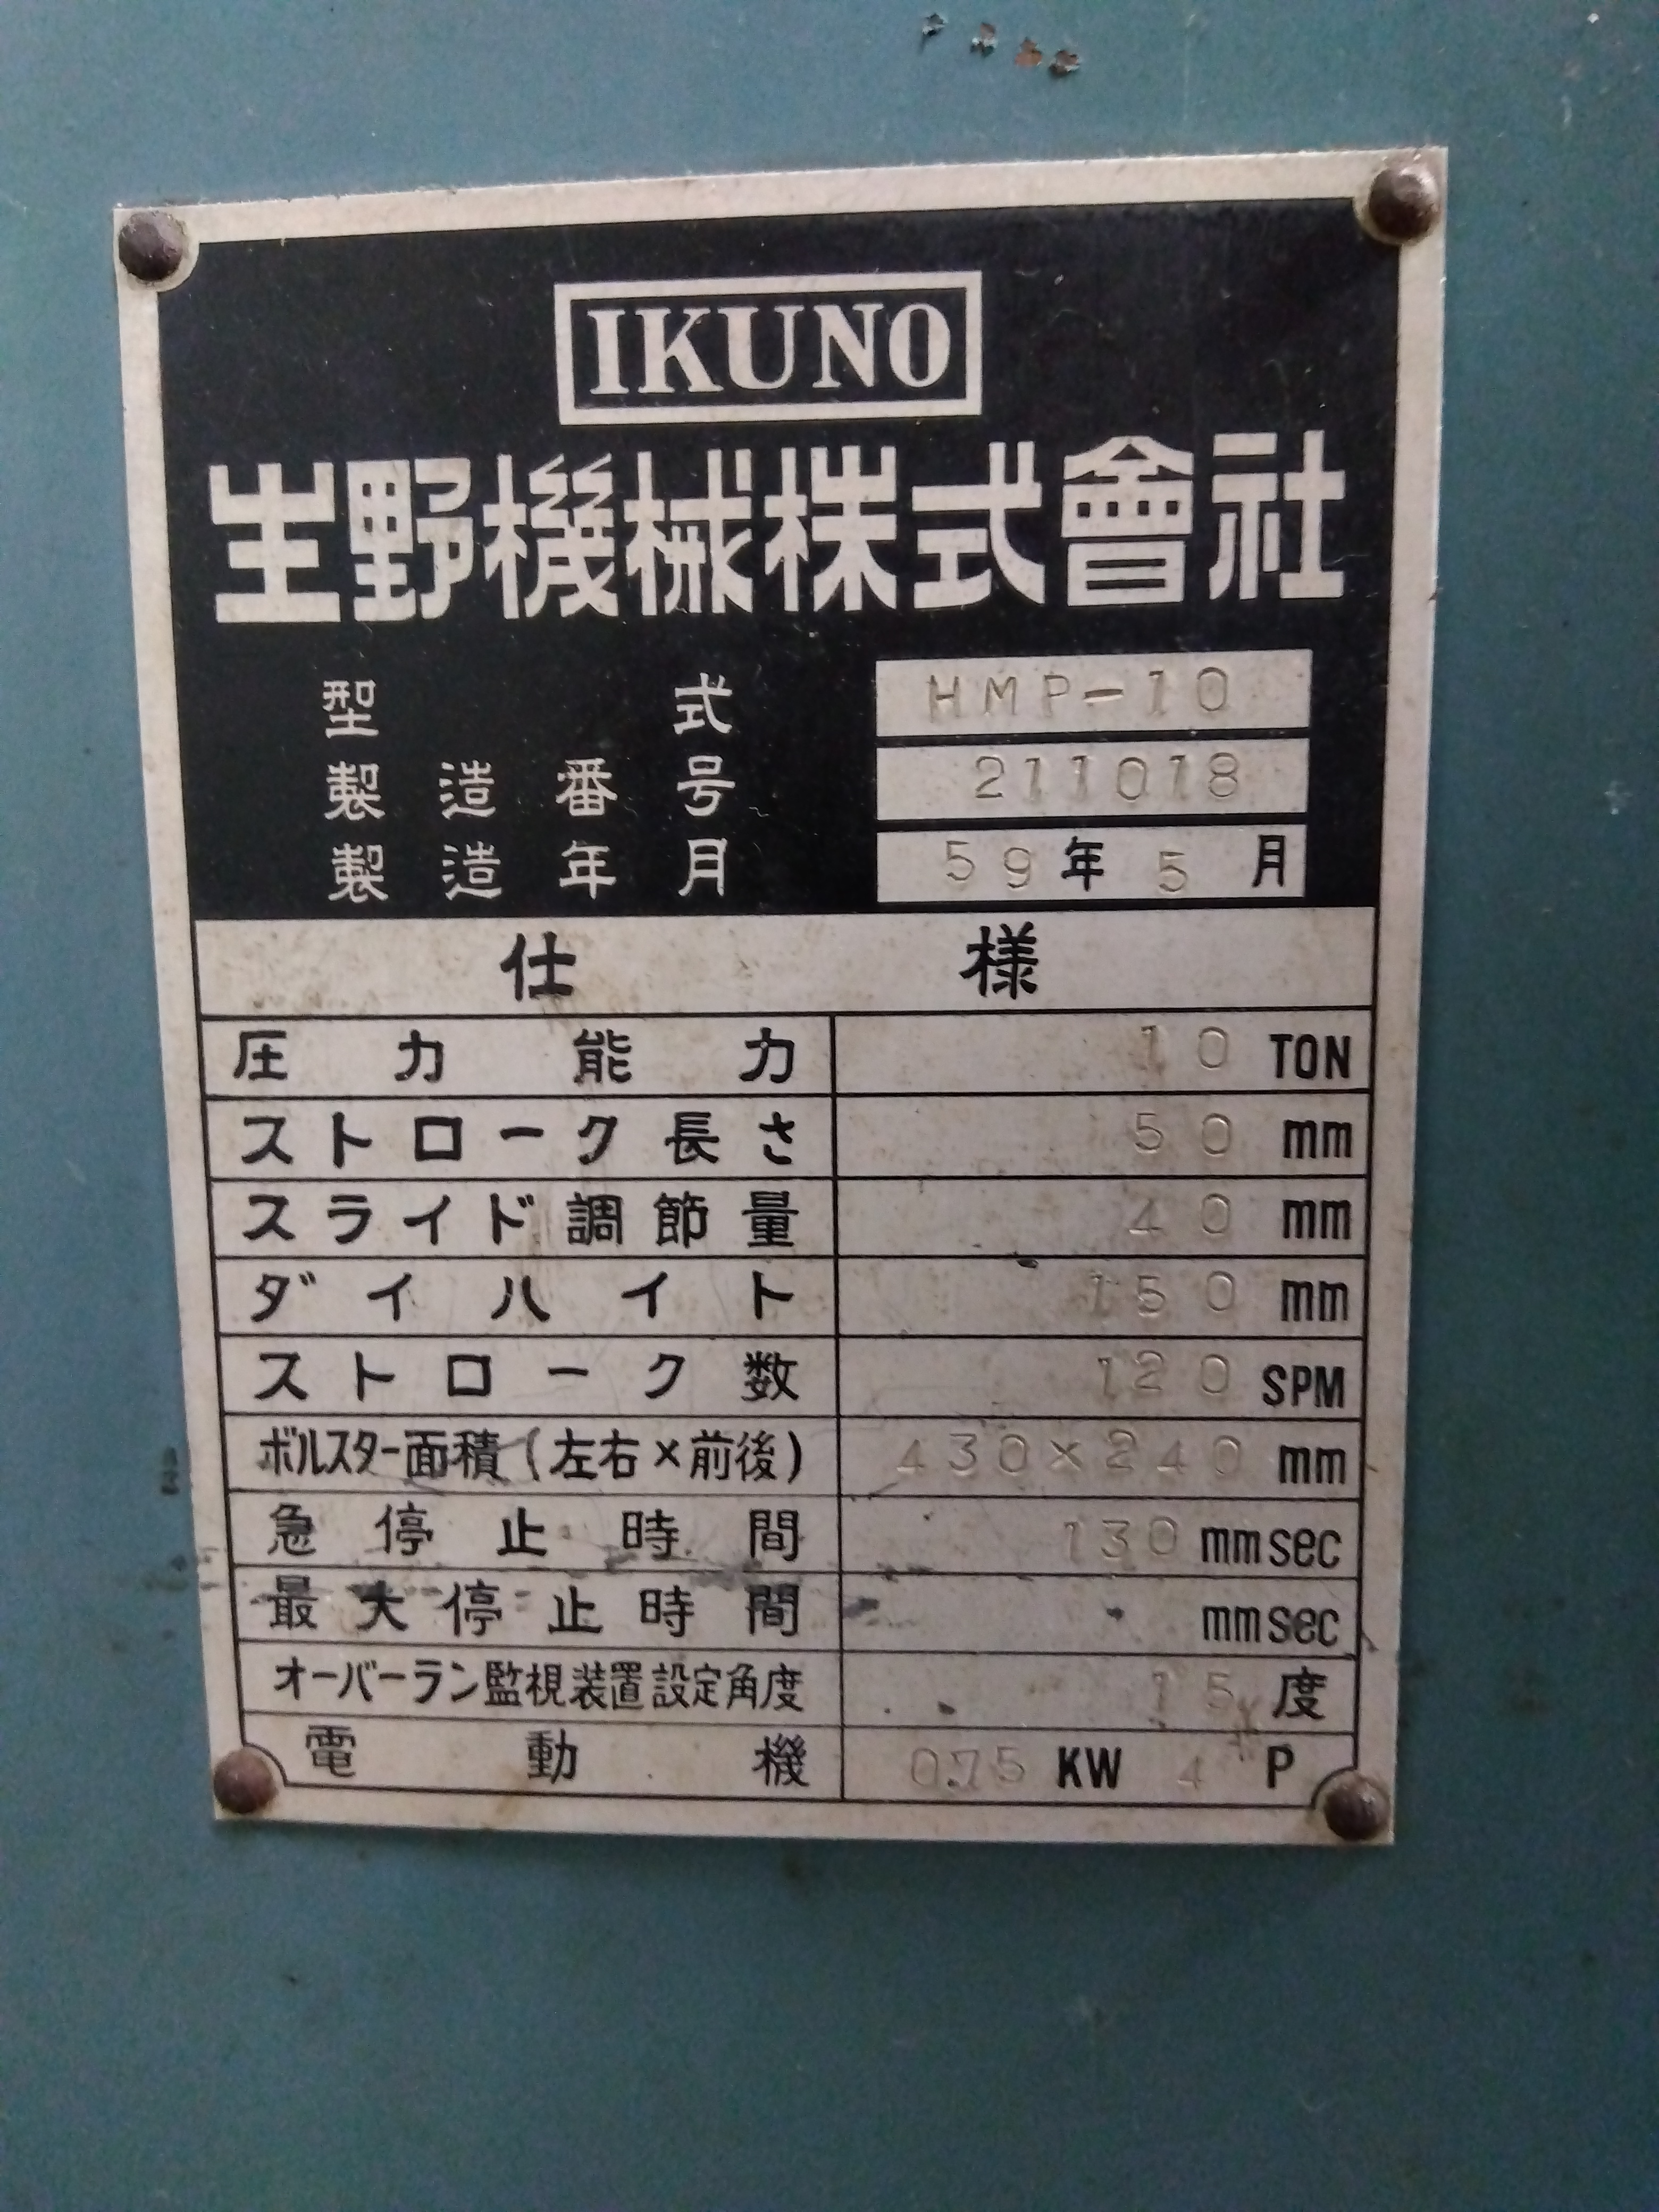 IKUNO
生野機械株式會社
型式 HMP-10
製造番号 211018
製造年月 59年5月
仕様
圧力能力 10 TON
ストローク長さ 50 mm
スライド調節量 40 mm
ダイハイト 150 mm
ストローク数 120 SPM
ボルスター面積(左右×前後) 430×240 mm
急停止時間 130 mmsec
最大停止時間 mmsec
オーバーラン監視装置設定角度 15 度
電動機 0.75 KW 4 P